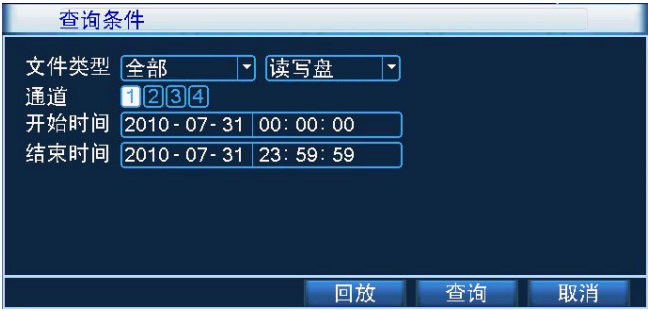 查询条件
文件类型 全部 读写盘
通道 1 2 3 4
开始时间 2010 - 07 - 31 00: 00: 00
结束时间 2010 - 07 - 31 23: 59: 59
回放 查询 取消